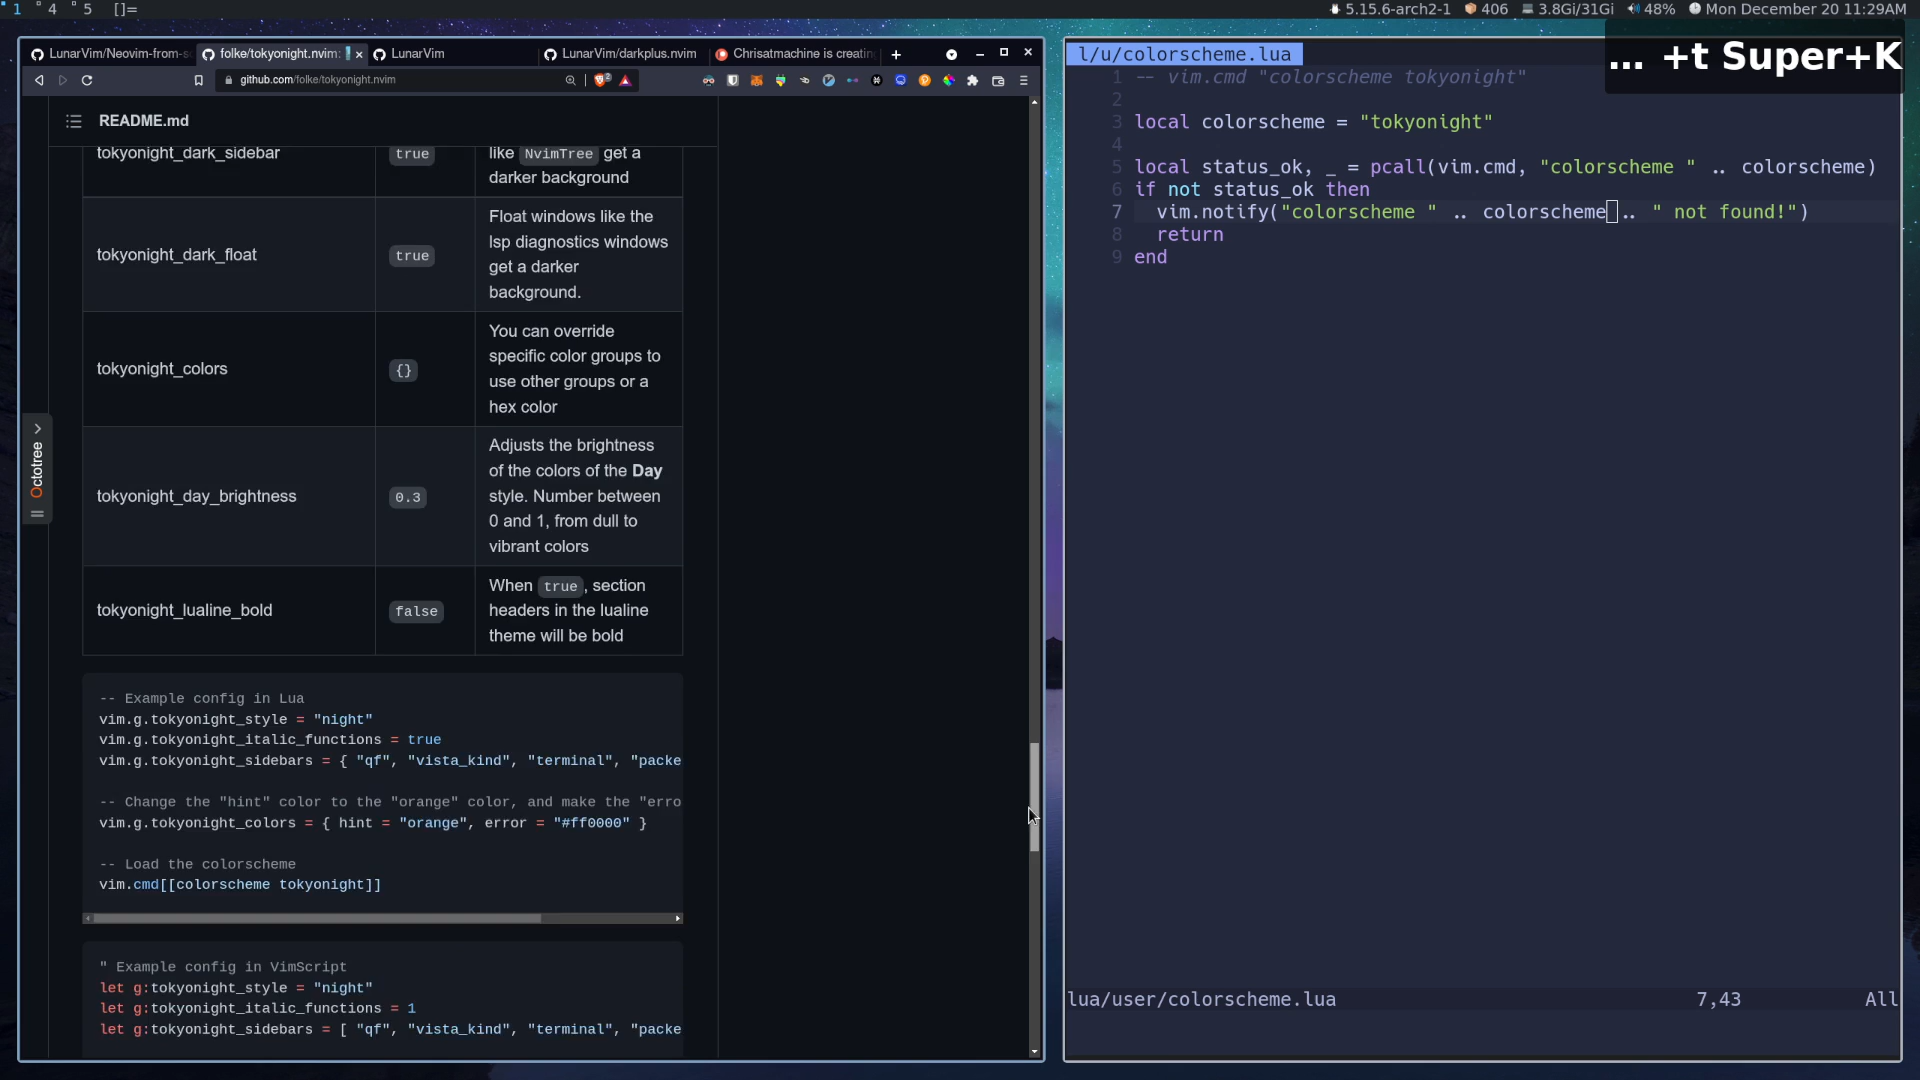 1 4 5 []=
5.15.6-arch2-1 406 3.8Gi/31Gi 48% Mon December 20 11:29AM
LunarVim/Neovim-from-s
folke/tokyonight.nvim:
LunarVim
LunarVim/darkplus.nvim
Chrisatmachine is creatin
github.com/folke/tokyonight.nvim
README.md
tokyonight_dark_sidebar true like NvimTree get a
darker background
tokyonight_dark_float true Float windows like the
lsp diagnostics windows
get a darker
background.
tokyonight_colors {} You can override
specific color groups to
use other groups or a
hex color
tokyonight_day_brightness 0.3 Adjusts the brightness
of the colors of the Day
style. Number between
0 and 1, from dull to
vibrant colors
tokyonight_lualine_bold false When true, section
headers in the lualine
theme will be bold
Octotree
-- Example config in Lua
vim.g.tokyonight_style = "night"
vim.g.tokyonight_italic_functions = true
vim.g.tokyonight_sidebars = { "qf", "vista_kind", "terminal", "packe
-- Change the "hint" color to the "orange" color, and make the "erro
vim.g.tokyonight_colors = { hint = "orange", error = "#ff0000" }
-- Load the colorscheme
vim.cmd[[colorscheme tokyonight]]
" Example config in VimScript
let g:tokyonight_style = "night"
let g:tokyonight_italic_functions = 1
let g:tokyonight_sidebars = [ "qf", "vista_kind", "terminal", "packe
l/u/colorscheme.lua
... +t Super+K
1 -- vim.cmd "colorscheme tokyonight"
2
3 local colorscheme = "tokyonight"
4
5 local status_ok, _ = pcall(vim.cmd, "colorscheme " .. colorscheme)
6 if not status_ok then
7 vim.notify("colorscheme " .. colorscheme .. " not found!")
8 return
9 end
lua/user/colorscheme.lua 7,43 All